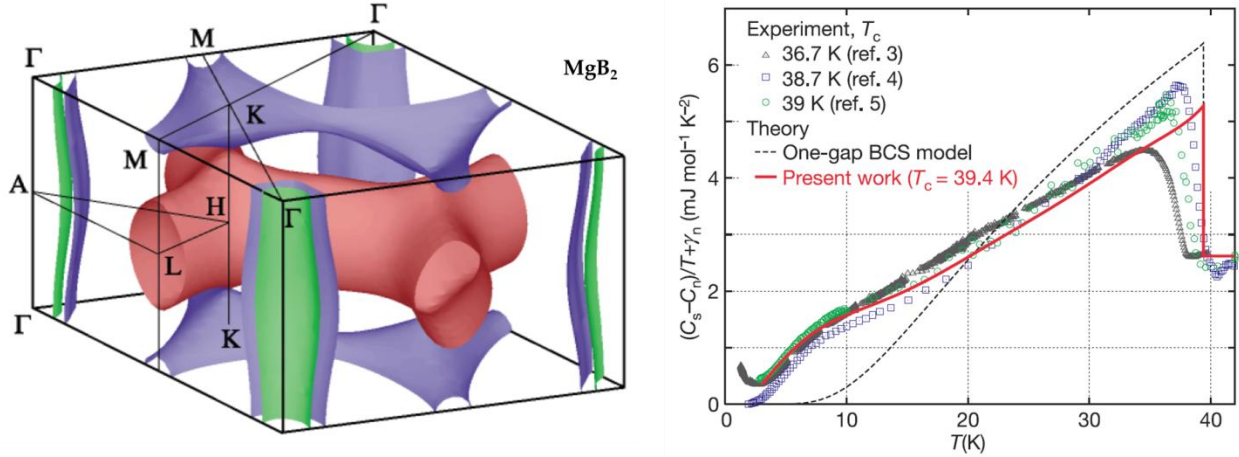 Γ
M
Γ
MgB₂
K
M
A
H
Γ
L
Γ
K
(Cₛ–Cₙ)/T+γₙ (mJ mol⁻¹ K⁻²)
6
4
2
0
Experiment, T꜀
36.7 K (ref. 3)
38.7 K (ref. 4)
39 K (ref. 5)
Theory
One-gap BCS model
Present work (T꜀ = 39.4 K)
0 10 20 30 40
T(K)